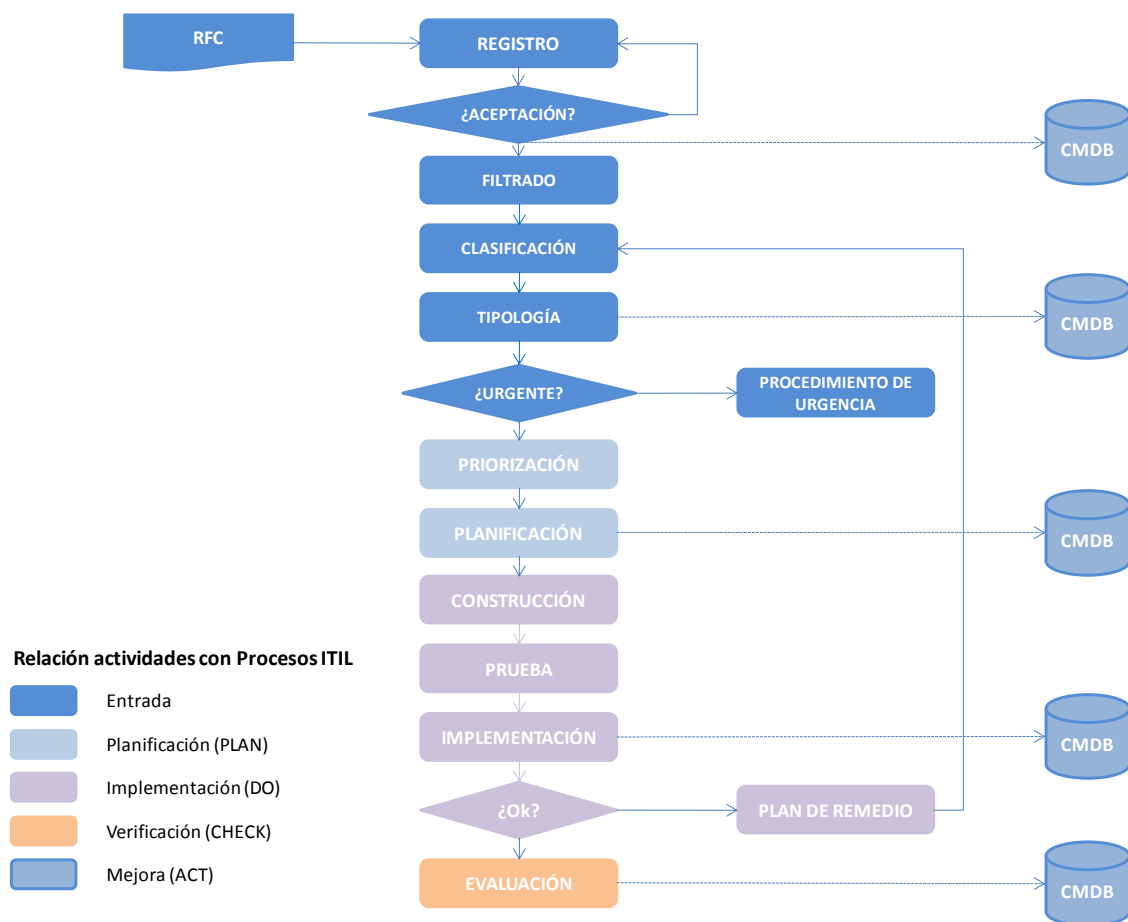 RFC
REGISTRO
¿ACEPTACIÓN?
CMDB
FILTRADO
CLASIFICACIÓN
TIPOLOGÍA
CMDB
¿URGENTE?
PROCEDIMIENTO DE
URGENCIA
PRIORIZACIÓN
PLANIFICACIÓN
CMDB
CONSTRUCCIÓN
PRUEBA
IMPLEMENTACIÓN
CMDB
¿Ok?
PLAN DE REMEDIO
EVALUACIÓN
CMDB
Relación actividades con Procesos ITIL
Entrada
Planificación (PLAN)
Implementación (DO)
Verificación (CHECK)
Mejora (ACT)